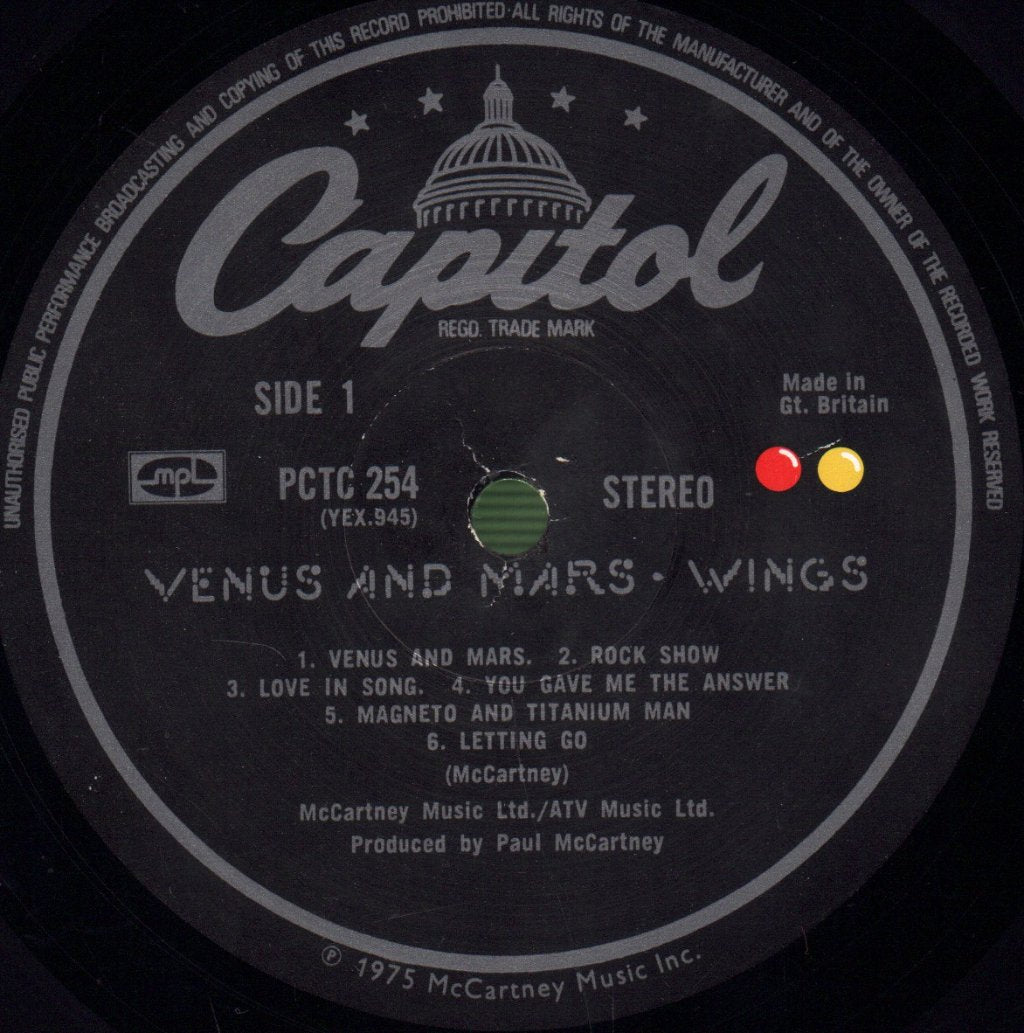 UNAUTHORISED PUBLIC PERFORMANCE BROADCASTING AND COPYING OF THIS RECORD PROHIBITED·ALL RIGHTS OF THE MANUFACTURER AND OF THE OWNER OF THE RECORDED WORK RESERVED
Capitol
REGD. TRADE MARK
SIDE 1
Made in
Gt. Britain
mpl
PCTC 254
STEREO
(YEX.945)
VENUS AND MARS · WINGS
1. VENUS AND MARS. 2. ROCK SHOW
3. LOVE IN SONG. 4. YOU GAVE ME THE ANSWER
5. MAGNETO AND TITANIUM MAN
6. LETTING GO
(McCartney)
McCartney Music Ltd./ATV Music Ltd.
Produced by Paul McCartney
℗ 1975 McCartney Music Inc.